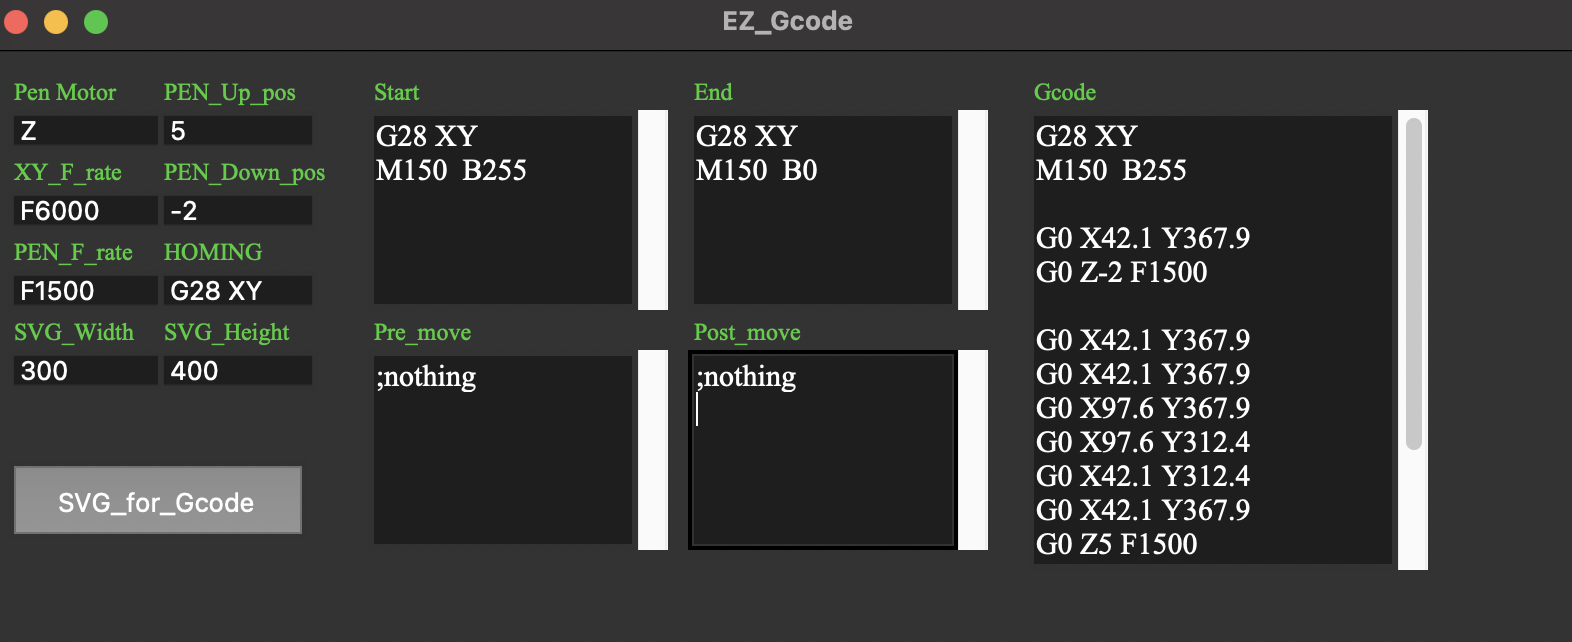 EZ_Gcode
Pen Motor
PEN_Up_pos
Z
5
XY_F_rate
PEN_Down_pos
F6000
-2
PEN_F_rate
HOMING
F1500
G28 XY
SVG_Width
SVG_Height
300
400
SVG_for_Gcode
Start
G28 XY
M150  B255
Pre_move
;nothing
End
G28 XY
M150  B0
Post_move
;nothing
Gcode
G28 XY
M150  B255
G0 X42.1 Y367.9
G0 Z-2 F1500
G0 X42.1 Y367.9
G0 X42.1 Y367.9
G0 X97.6 Y367.9
G0 X97.6 Y312.4
G0 X42.1 Y312.4
G0 X42.1 Y367.9
G0 Z5 F1500